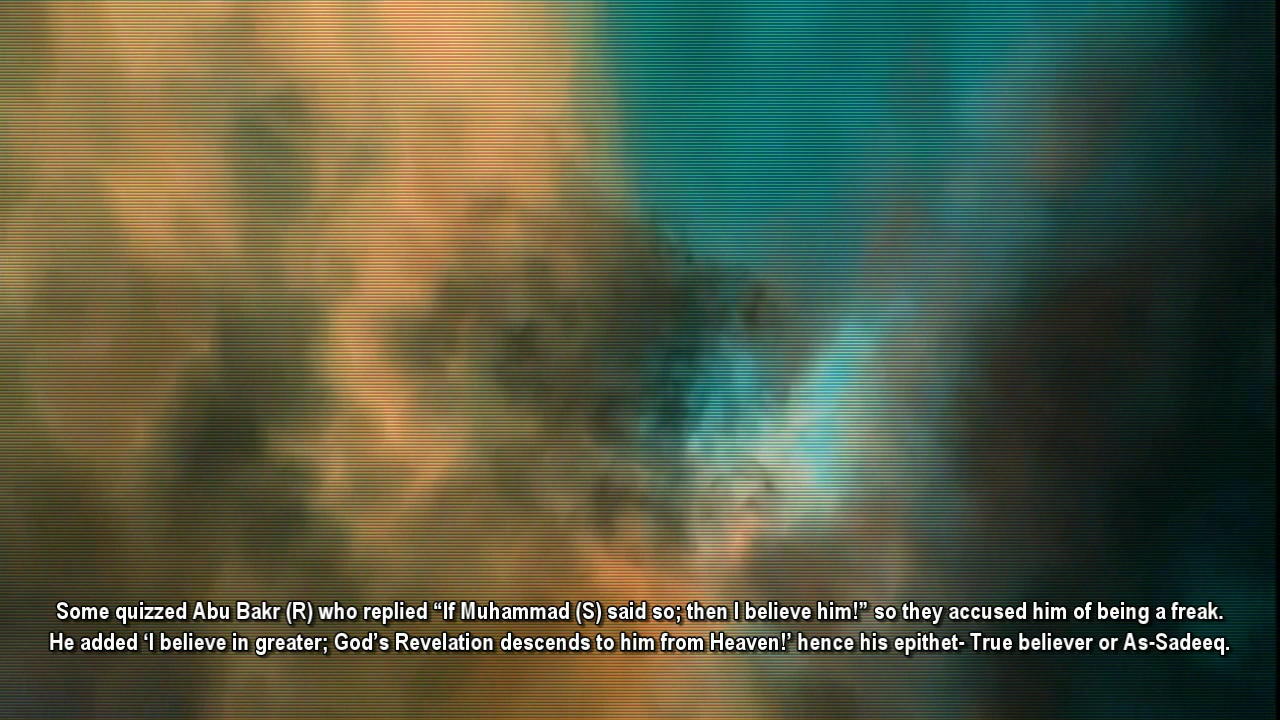 Some quizzed Abu Bakr (R) who replied “If Muhammad (S) said so; then I believe him!” so they accused him of being a freak.
He added ‘I believe in greater; God’s Revelation descends to him from Heaven!’ hence his epithet- True believer or As-Sadeeq.